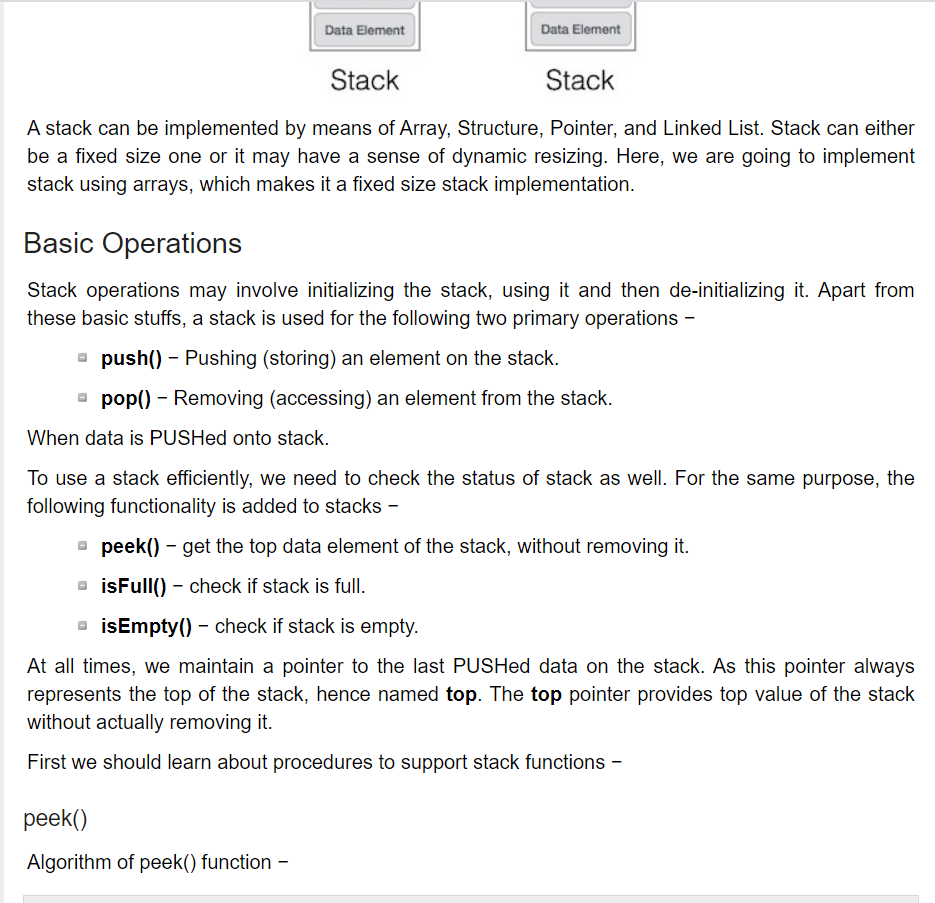 Data Element Data Element
Stack Stack
A stack can be implemented by means of Array, Structure, Pointer, and Linked List. Stack can either
be a fixed size one or it may have a sense of dynamic resizing. Here, we are going to implement
stack using arrays, which makes it a fixed size stack implementation.
Basic Operations
Stack operations may involve initializing the stack, using it and then de-initializing it. Apart from
these basic stuffs, a stack is used for the following two primary operations −
push() − Pushing (storing) an element on the stack.
pop() − Removing (accessing) an element from the stack.
When data is PUSHed onto stack.
To use a stack efficiently, we need to check the status of stack as well. For the same purpose, the
following functionality is added to stacks −
peek() − get the top data element of the stack, without removing it.
isFull() − check if stack is full.
isEmpty() − check if stack is empty.
At all times, we maintain a pointer to the last PUSHed data on the stack. As this pointer always
represents the top of the stack, hence named top. The top pointer provides top value of the stack
without actually removing it.
First we should learn about procedures to support stack functions −
peek()
Algorithm of peek() function −